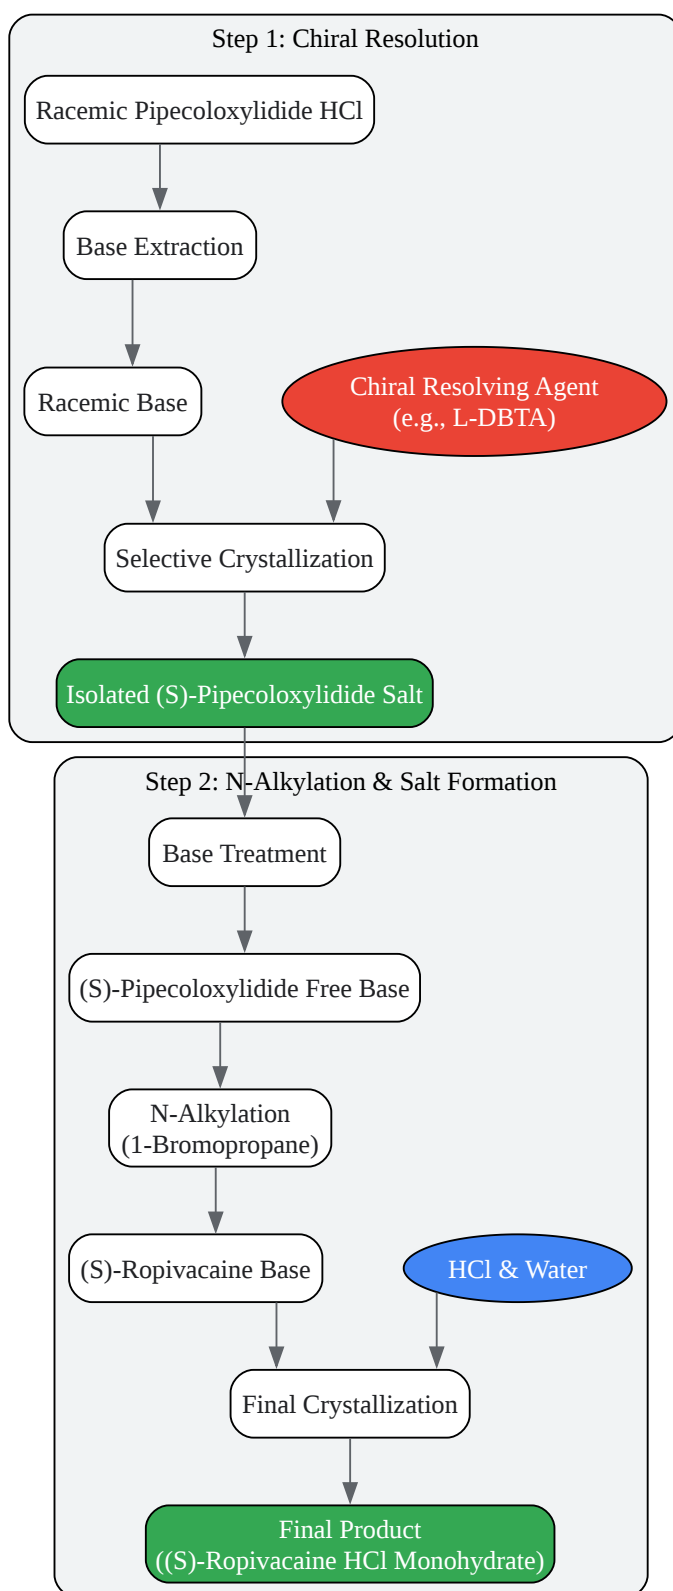 Step 1: Chiral Resolution
Racemic Pipecoloxylidide HCl
Base Extraction
Racemic Base
Chiral Resolving Agent
(e.g., L-DBTA)
Selective Crystallization
Isolated (S)-Pipecoloxylidide Salt
Step 2: N-Alkylation & Salt Formation
Base Treatment
(S)-Pipecoloxylidide Free Base
N-Alkylation
(1-Bromopropane)
(S)-Ropivacaine Base
HCl & Water
Final Crystallization
Final Product
((S)-Ropivacaine HCl Monohydrate)